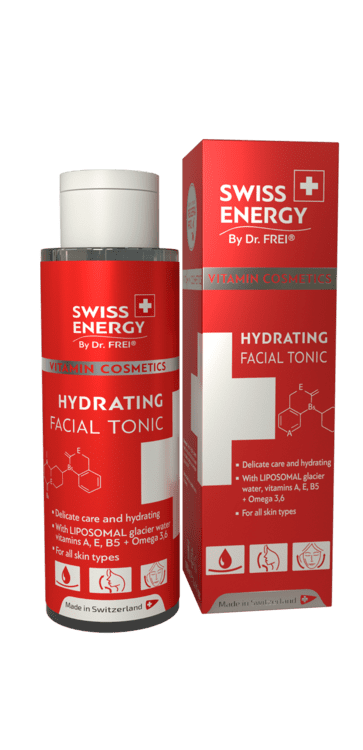 SWISS
ENERGY
By Dr. FREI®
VITAMIN COSMETICS
HYDRATING
FACIAL TONIC
E
B
• Delicate care and hydrating
• With LIPOSOMAL glacier water,
vitamins A, E, B5 + Omega 3,6
• For all skin types
Made in Switzerland
SWISS
ENERGY
By Dr. FREI®
VITAMIN COSMETICS
HYDRATING
FACIAL TONIC
E
B
A
• Delicate care and hydrating
• With LIPOSOMAL glacier
water, vitamins A, E, B5
+ Omega 3,6
• For all skin types
Made in Switzerland